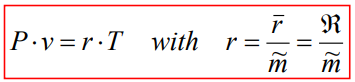 P·v = r·T with r = r̄/m̃ = ℜ/m̃